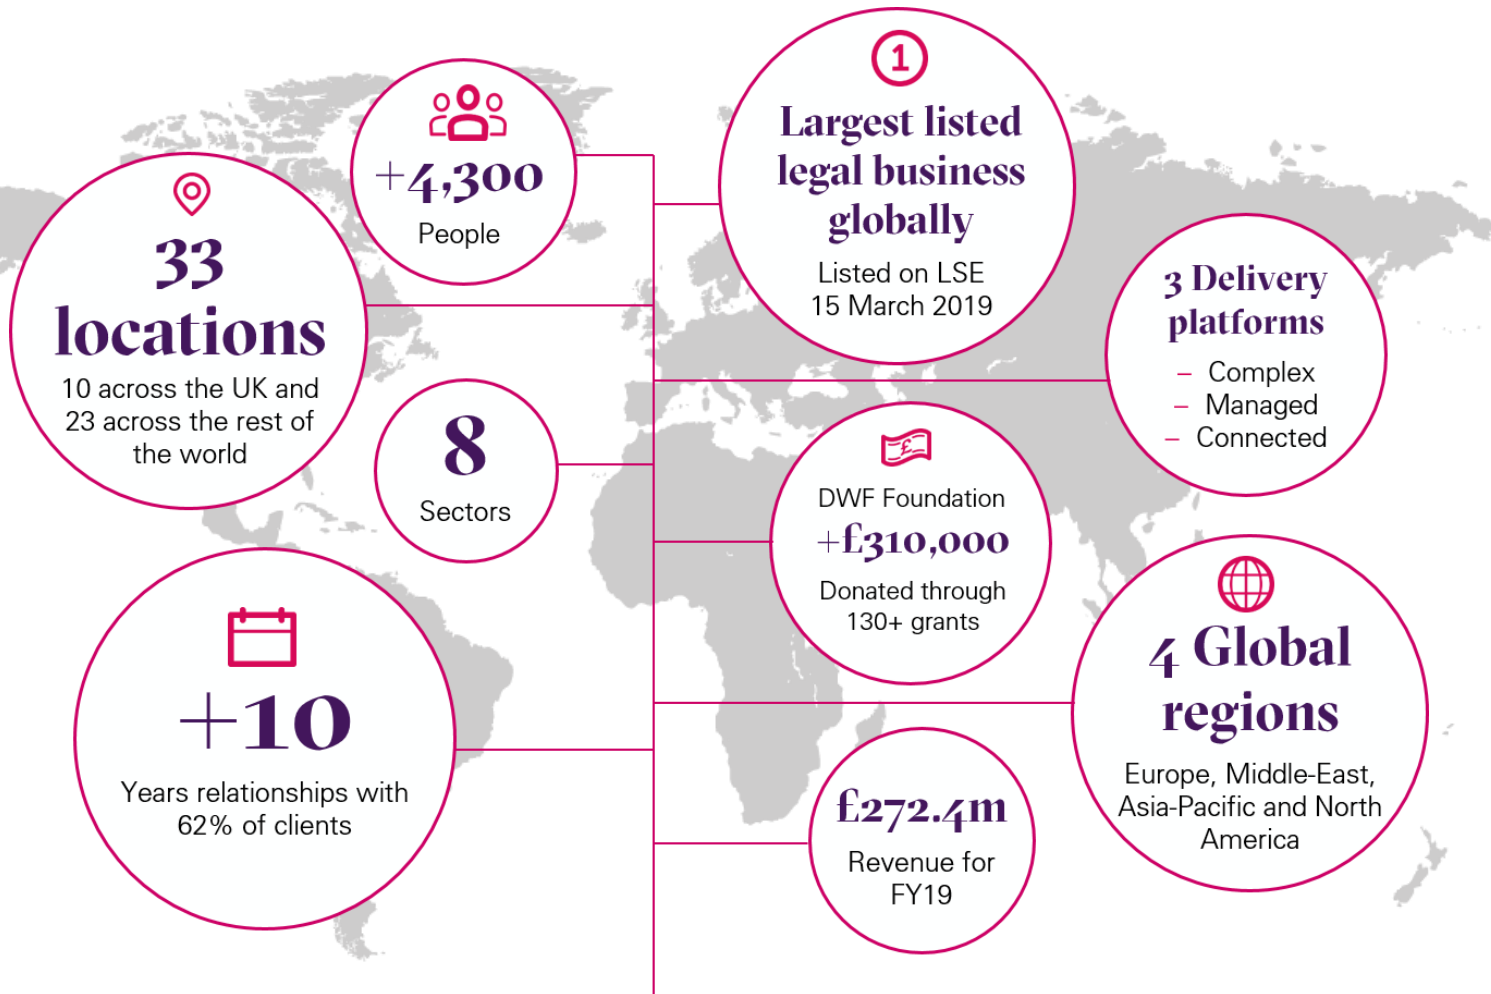 1
Largest listed
legal business
globally
Listed on LSE
15 March 2019
+4,300
People
33
locations
10 across the UK and
23 across the rest of
the world
3 Delivery
platforms
– Complex
– Managed
– Connected
8
Sectors
£
DWF Foundation
+£310,000
Donated through
130+ grants
+10
Years relationships with
62% of clients
4 Global
regions
Europe, Middle-East,
Asia-Pacific and North
America
£272.4m
Revenue for
FY19